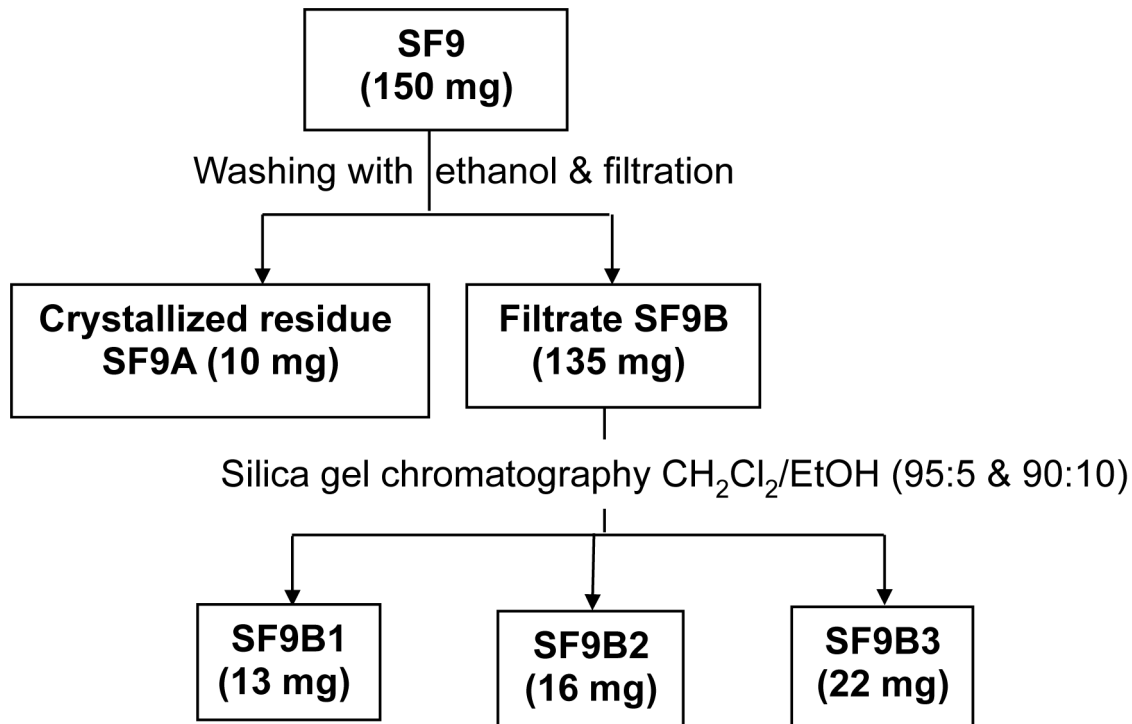 SF9
(150 mg)
Washing with ethanol & filtration
Crystallized residue
SF9A (10 mg)
Filtrate SF9B
(135 mg)
Silica gel chromatography CH₂Cl₂/EtOH (95:5 & 90:10)
SF9B1
(13 mg)
SF9B2
(16 mg)
SF9B3
(22 mg)